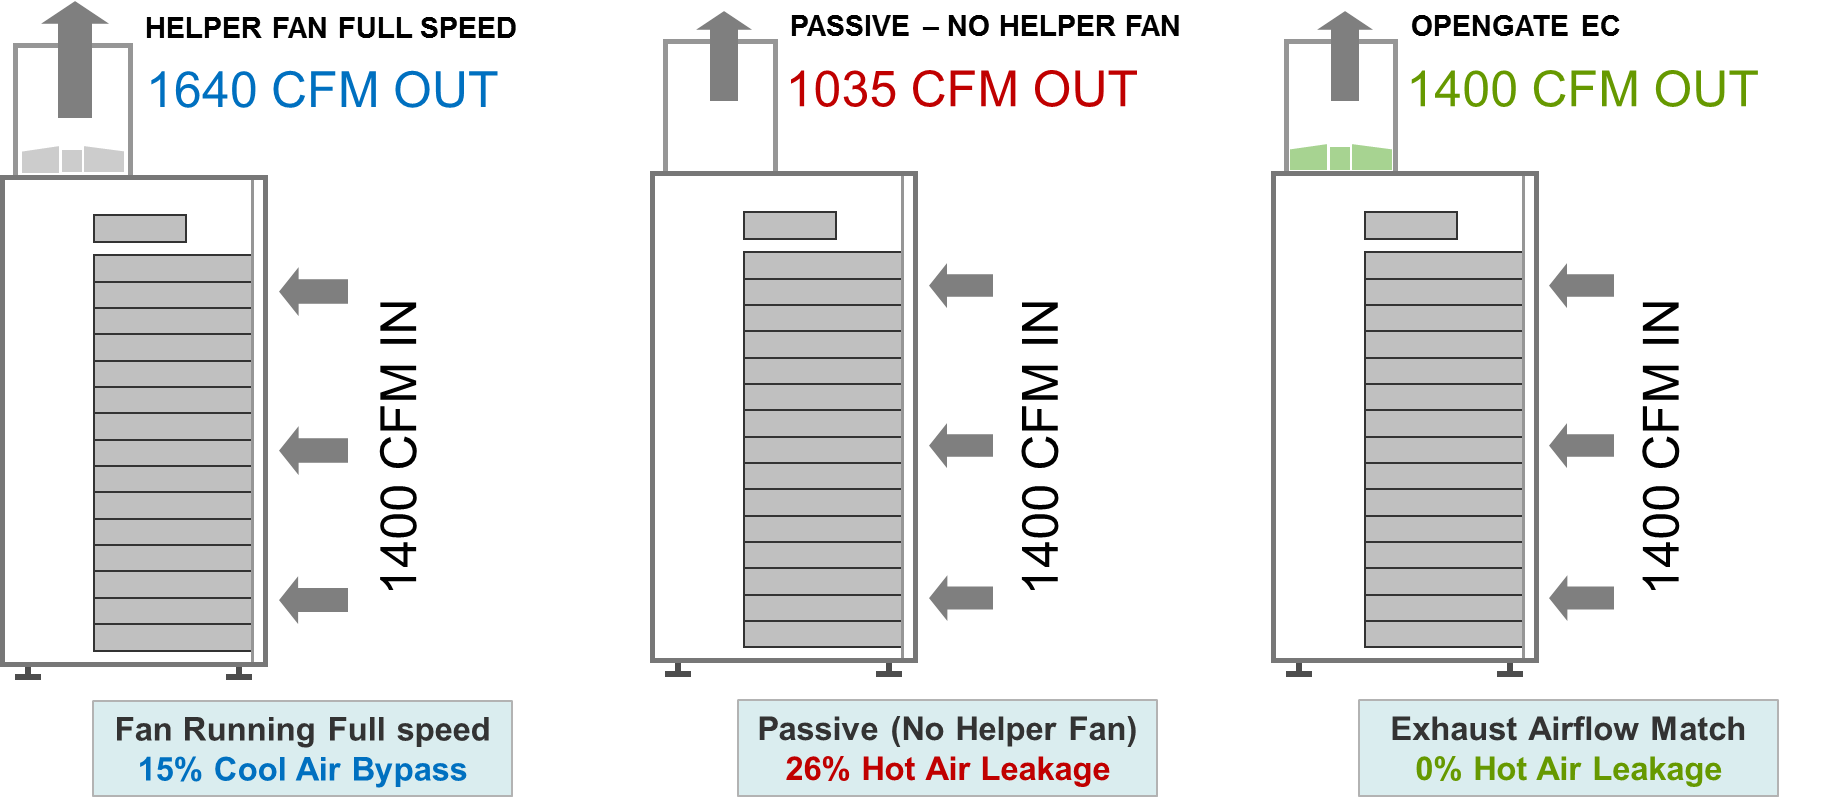 HELPER FAN FULL SPEED
1640 CFM OUT
1400 CFM IN
Fan Running Full speed
15% Cool Air Bypass
PASSIVE – NO HELPER FAN
1035 CFM OUT
1400 CFM IN
Passive (No Helper Fan)
26% Hot Air Leakage
OPENGATE EC
1400 CFM OUT
1400 CFM IN
Exhaust Airflow Match
0% Hot Air Leakage